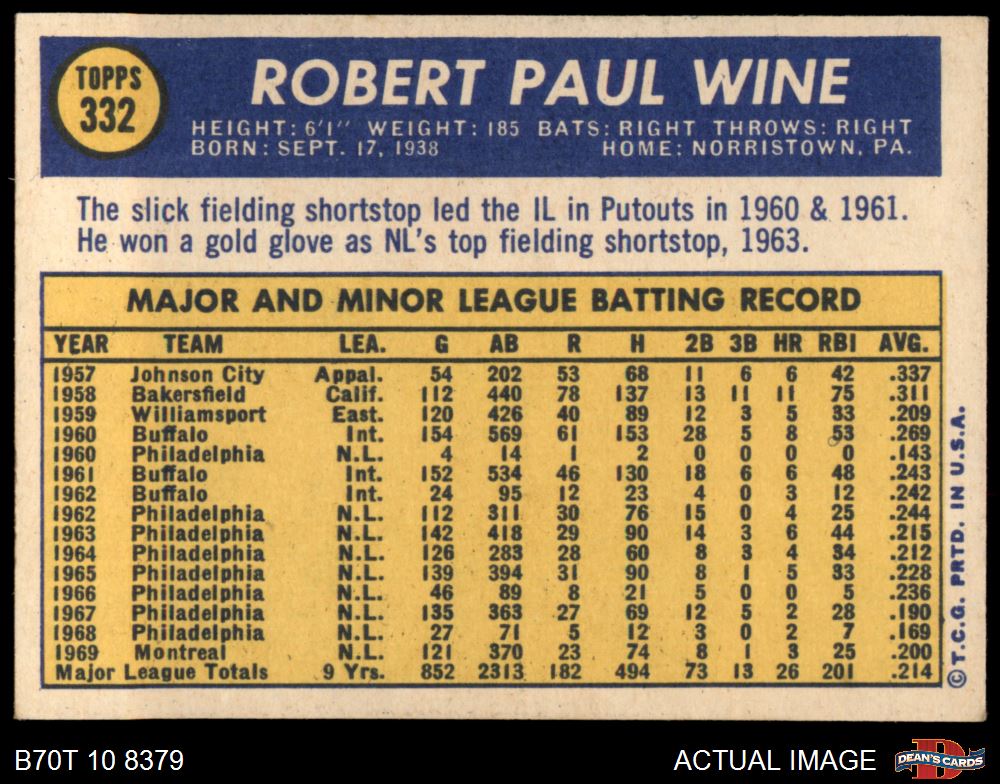 TOPPS
332
ROBERT PAUL WINE
HEIGHT: 6'1" WEIGHT: 185 BATS: RIGHT THROWS: RIGHT
BORN: SEPT. 17, 1938 HOME: NORRISTOWN, PA.
The slick fielding shortstop led the IL in Putouts in 1960 & 1961.
He won a gold glove as NL's top fielding shortstop, 1963.
MAJOR AND MINOR LEAGUE BATTING RECORD
YEAR TEAM LEA. G AB R H 2B 3B HR RBI AVG.
1957 Johnson City Appal. 54 202 53 68 11 6 6 42 .337
1958 Bakersfield Calif. 112 440 78 137 13 11 11 75 .311
1959 Williamsport East. 120 426 40 89 12 3 5 33 .209
1960 Buffalo Int. 154 569 61 153 28 5 8 53 .269
1960 Philadelphia N.L. 4 14 1 2 0 0 0 0 .143
1961 Buffalo Int. 152 534 46 130 18 6 6 48 .243
1962 Buffalo Int. 24 95 12 23 4 0 3 12 .242
1962 Philadelphia N.L. 112 311 30 76 15 0 4 25 .244
1963 Philadelphia N.L. 142 418 29 90 14 3 6 44 .215
1964 Philadelphia N.L. 126 283 28 60 8 3 4 34 .212
1965 Philadelphia N.L. 139 394 31 90 8 1 5 33 .228
1966 Philadelphia N.L. 46 89 8 21 5 0 0 5 .236
1967 Philadelphia N.L. 135 363 27 69 12 5 2 28 .190
1968 Philadelphia N.L. 27 71 5 12 3 0 2 7 .169
1969 Montreal N.L. 121 370 23 74 8 1 3 25 .200
Major League Totals 9 Yrs. 852 2313 182 494 73 13 26 201 .214
©T.C.G. PRTD. IN U.S.A.
B70T 10 8379 ACTUAL IMAGE
DEAN'S CARDS